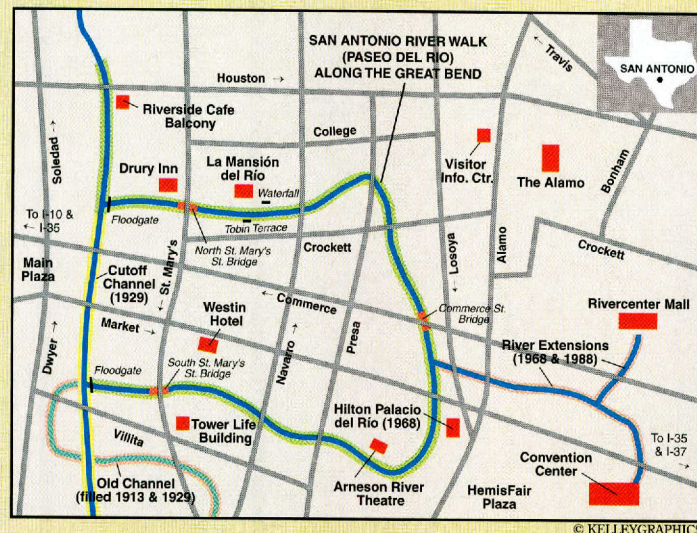 SAN ANTONIO RIVER WALK
(PASEO DEL RIO)
ALONG THE GREAT BEND
← Travis
SAN ANTONIO
Houston →
Riverside Cafe
Balcony
College
Soledad
Drury Inn
La Mansión
del Río
Waterfall
Visitor
Info. Ctr.
The Alamo
Bonham
To I-10 &
← I-35
Floodgate
North St. Mary's
St. Bridge
Tobin Terrace
Crockett
← Losoya
Alamo
Crockett
Main
Plaza
Cutoff
Channel
(1929)
← St. Mary's
← Commerce
Commerce St.
Bridge
Rivercenter Mall
Market →
Westin
Hotel
Navarro →
Presa
River Extensions
(1968 & 1988)
Dwyer →
Floodgate
South St. Mary's
St. Bridge
Villita
Tower Life
Building
Hilton Palacio
del Río (1968)
To I-35
& I-37
→
Old Channel
(filled 1913 & 1929)
Arneson River
Theatre
HemisFair
Plaza
Convention
Center
© KELLEYGRAPHICS